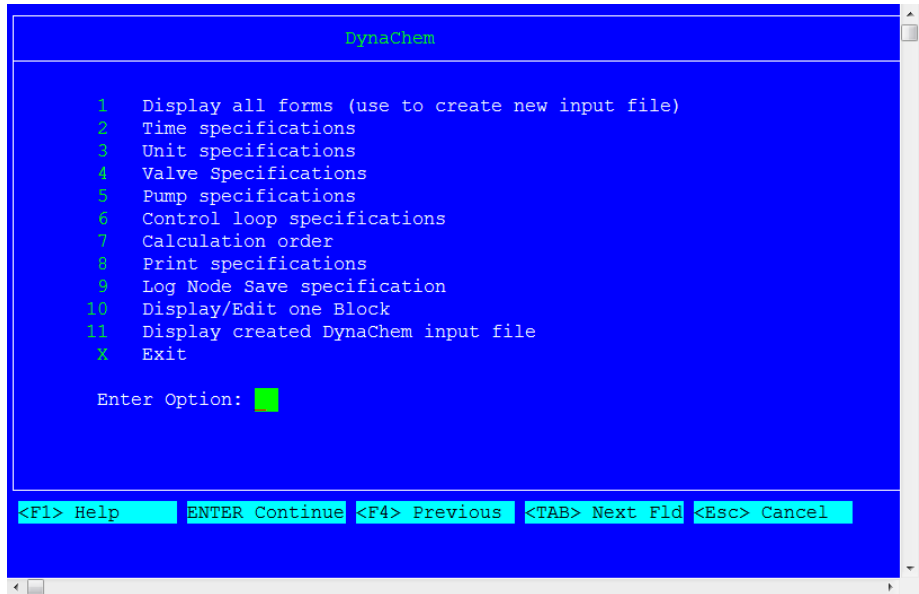 DynaChem
1 Display all forms (use to create new input file)
2 Time specifications
3 Unit specifications
4 Valve Specifications
5 Pump specifications
6 Control loop specifications
7 Calculation order
8 Print specifications
9 Log Node Save specification
10 Display/Edit one Block
11 Display created DynaChem input file
X Exit
Enter Option: _
<F1> Help ENTER Continue <F4> Previous <TAB> Next Fld <Esc> Cancel